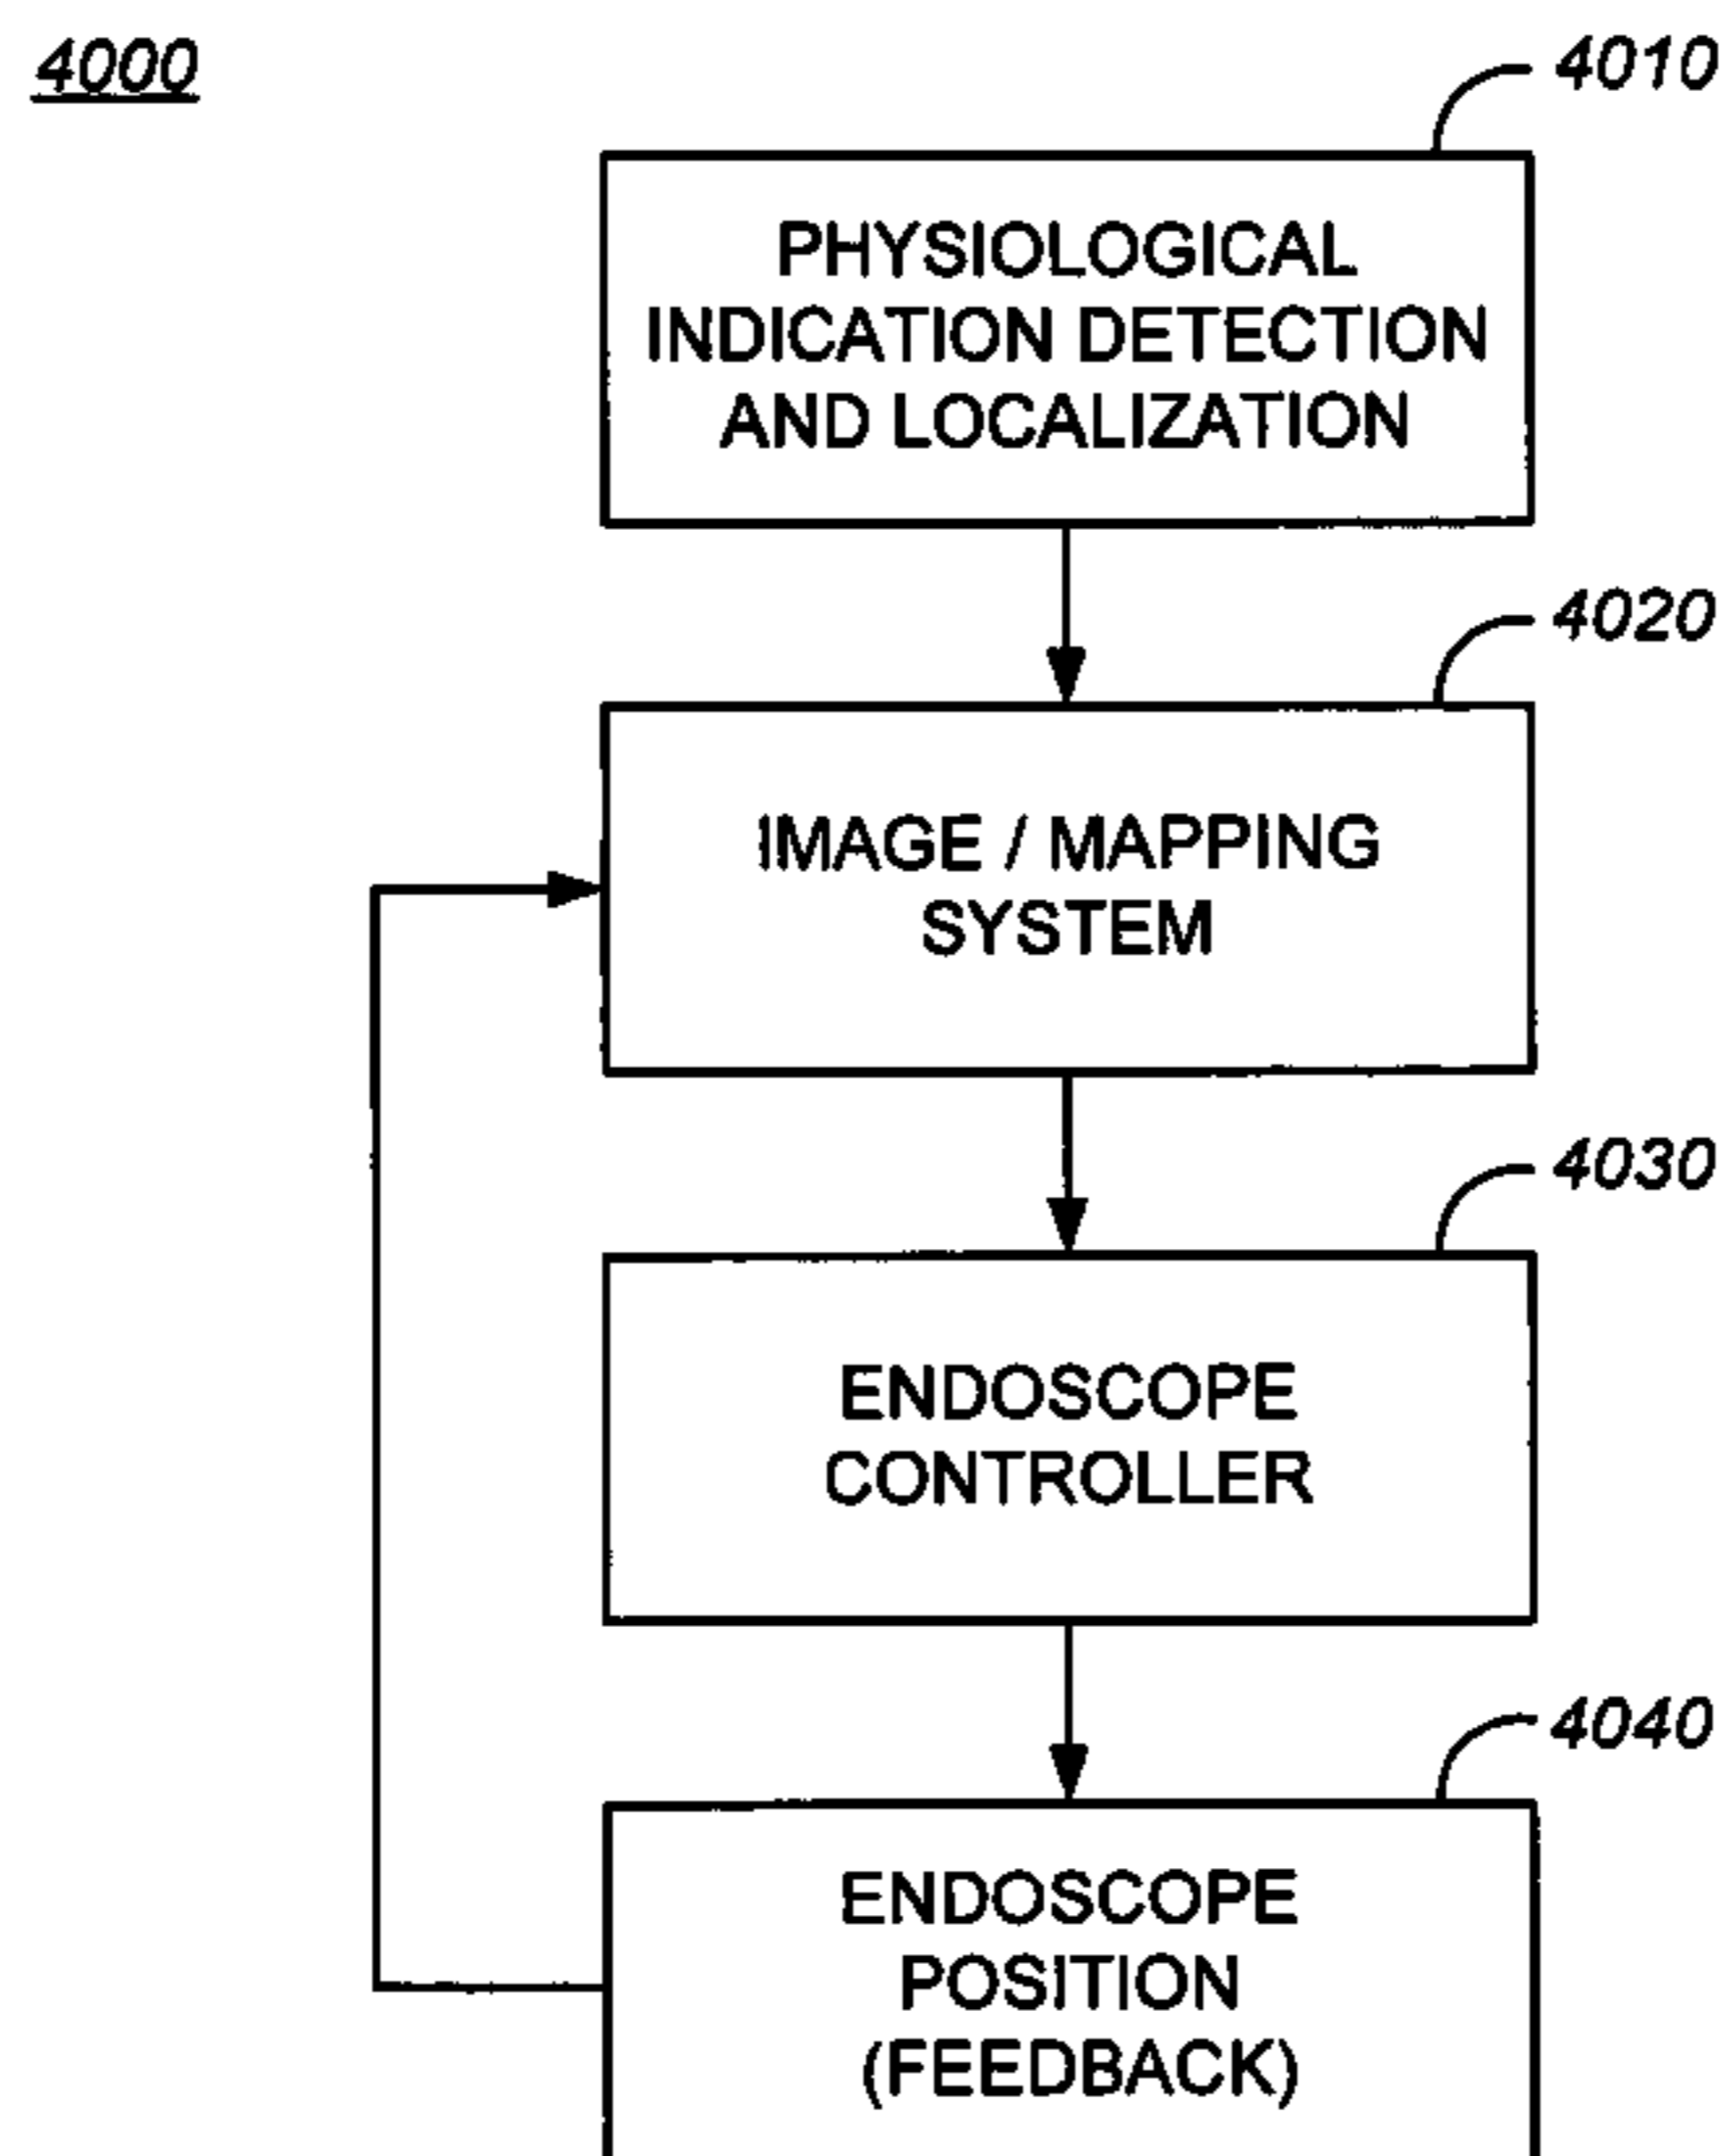 4000
4010
PHYSIOLOGICAL
INDICATION DETECTION
AND LOCALIZATION
4020
IMAGE / MAPPING
SYSTEM
4030
ENDOSCOPE
CONTROLLER
4040
ENDOSCOPE
POSITION
(FEEDBACK)